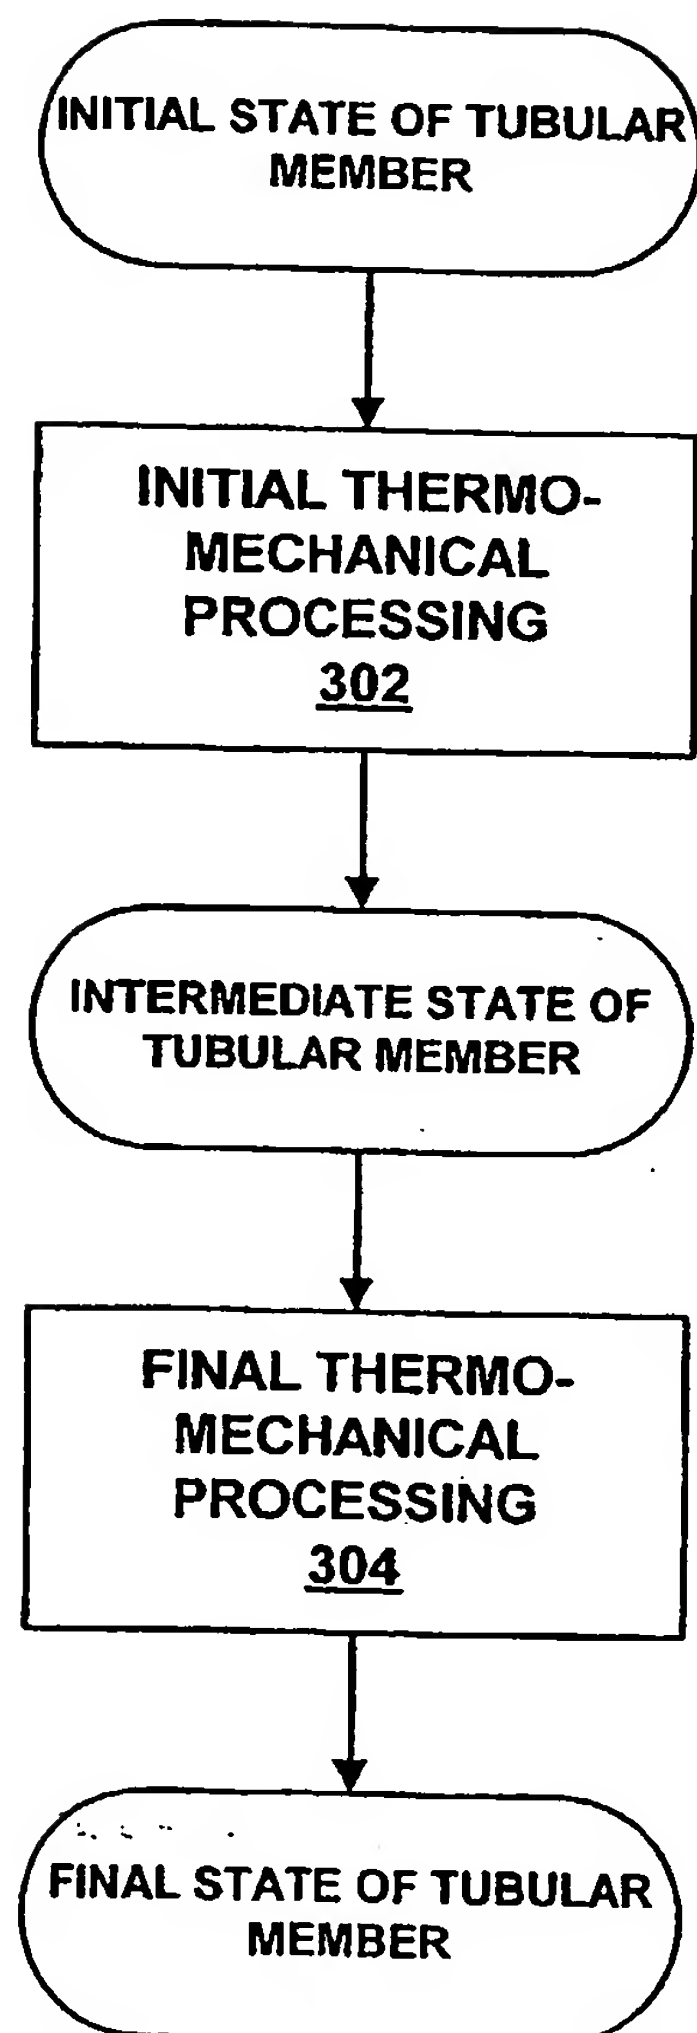 INITIAL STATE OF TUBULAR
MEMBER
INITIAL THERMO-
MECHANICAL
PROCESSING
302
INTERMEDIATE STATE OF
TUBULAR MEMBER
FINAL THERMO-
MECHANICAL
PROCESSING
304
FINAL STATE OF TUBULAR
MEMBER